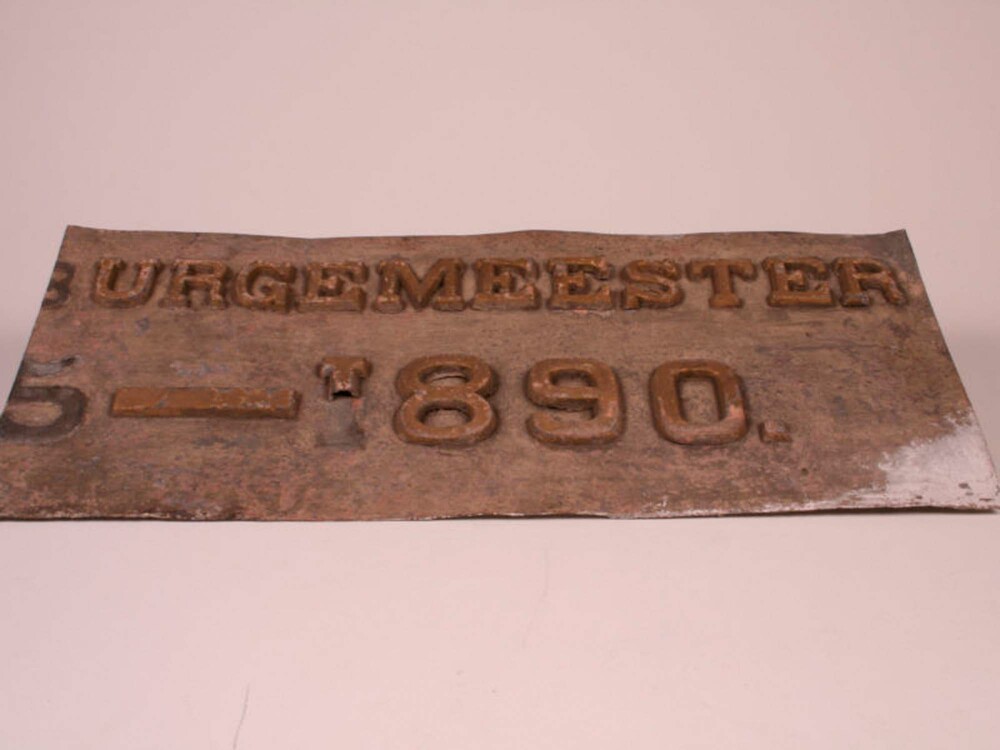 BURGEMEESTER
5 — 1890.